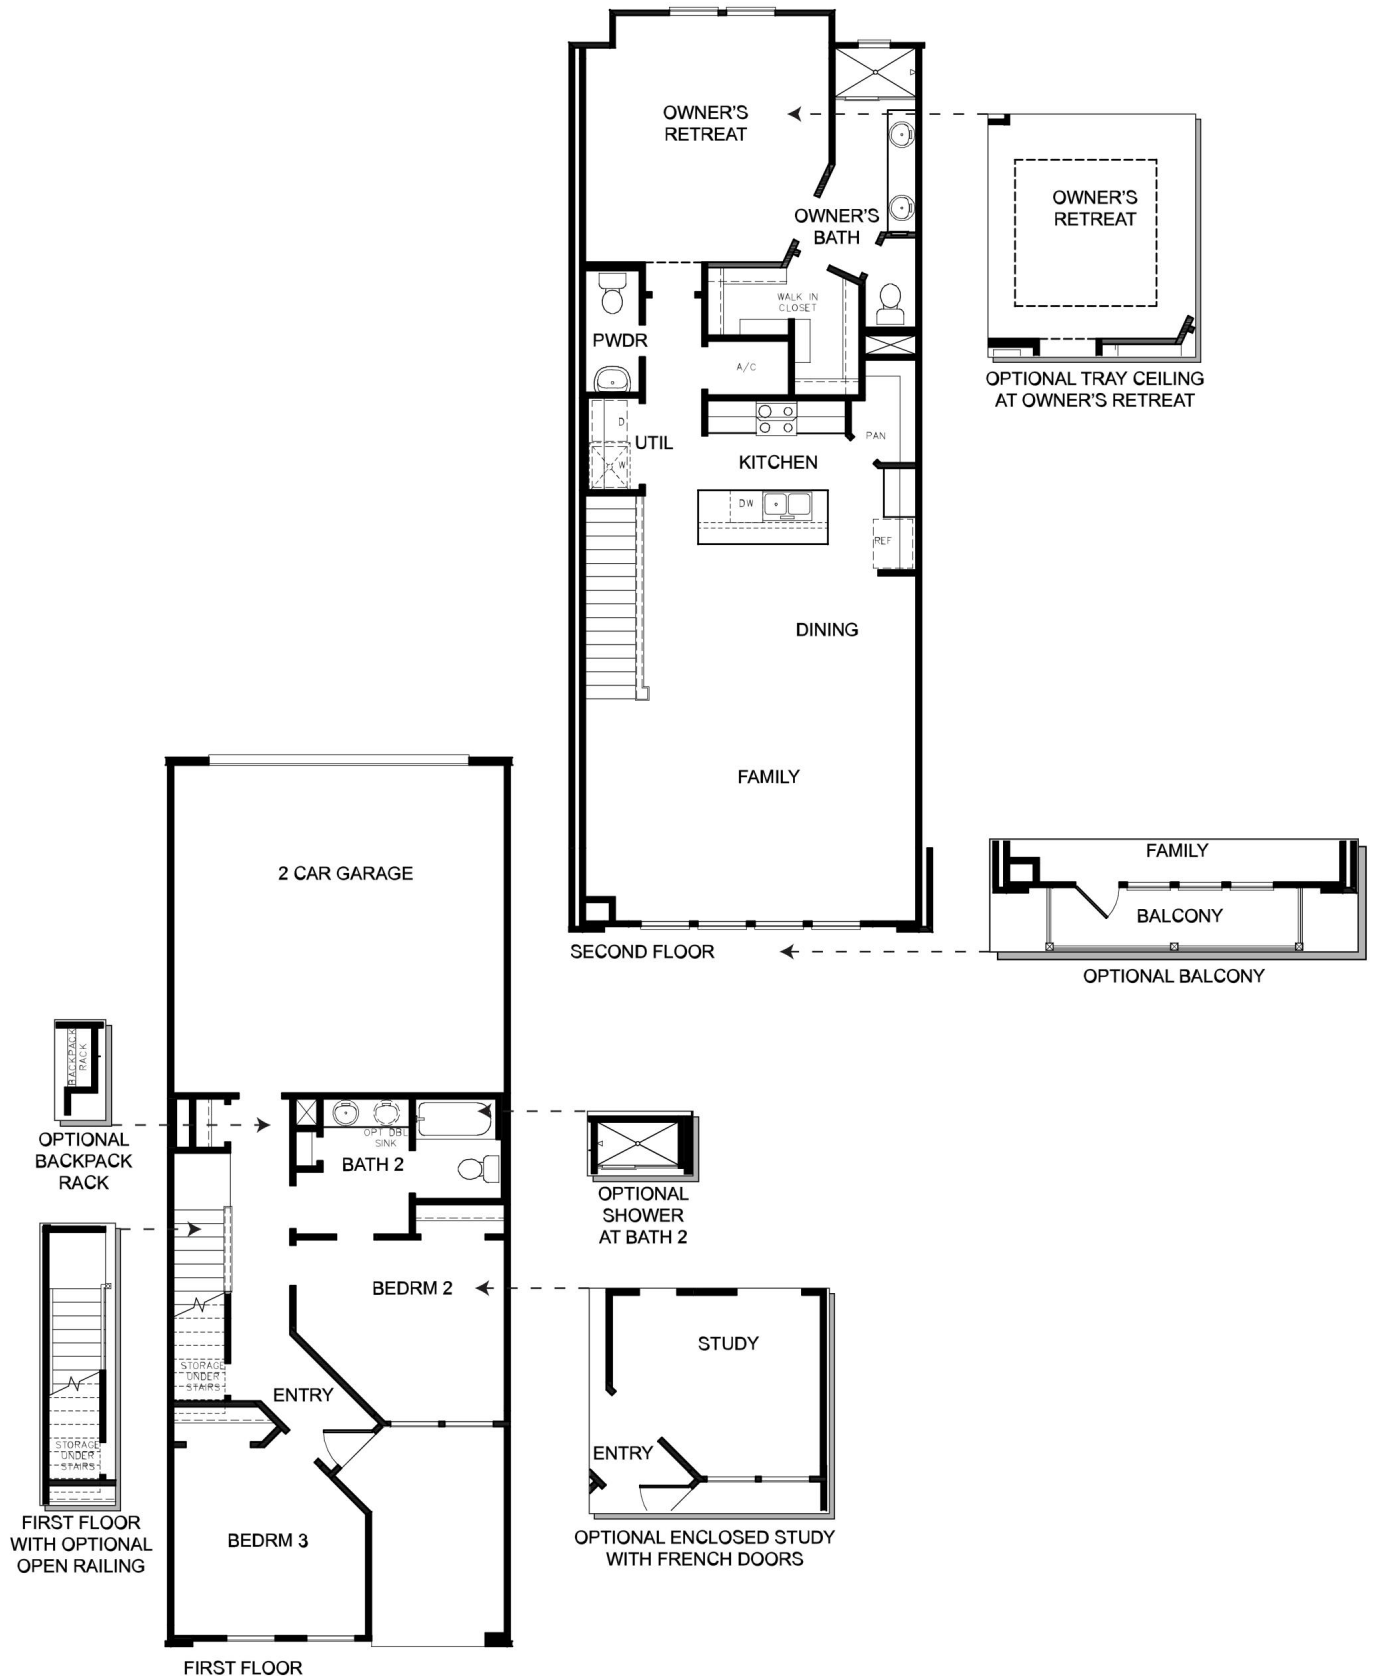 OWNER'S
RETREAT
OWNER'S
BATH
WALK IN
CLOSET
PWDR
A/C
D
UTIL
W
PAN
KITCHEN
DW
REF
DINING
FAMILY
SECOND FLOOR
OWNER'S
RETREAT
OPTIONAL TRAY CEILING
AT OWNER'S RETREAT
FAMILY
BALCONY
OPTIONAL BALCONY
2 CAR GARAGE
BACKPACK
RACK
OPTIONAL
BACKPACK
RACK
OPT DBL
SINK
BATH 2
OPTIONAL
SHOWER
AT BATH 2
BEDRM 2
STORAGE
UNDER
STAIRS
ENTRY
STORAGE
UNDER
STAIRS
FIRST FLOOR
WITH OPTIONAL
OPEN RAILING
STUDY
ENTRY
OPTIONAL ENCLOSED STUDY
WITH FRENCH DOORS
BEDRM 3
FIRST FLOOR